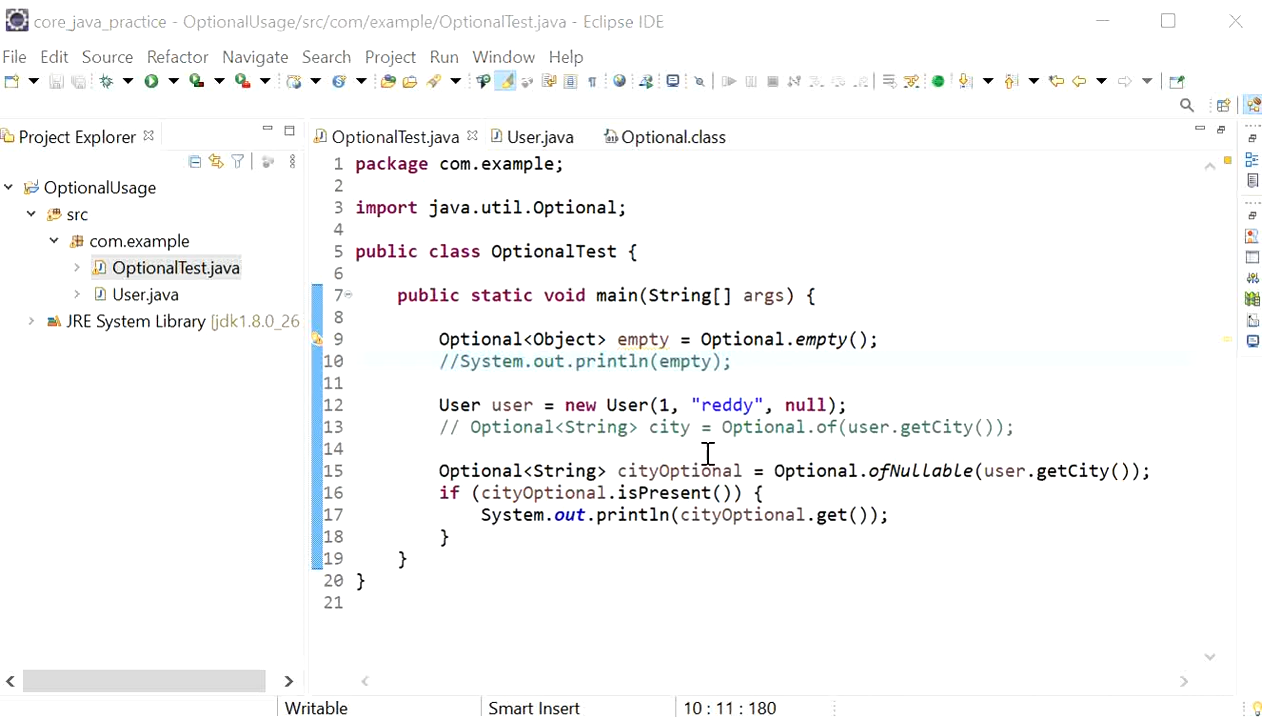 core_java_practice - OptionalUsage/src/com/example/OptionalTest.java - Eclipse IDE
File Edit Source Refactor Navigate Search Project Run Window Help
Project Explorer
OptionalUsage
src
com.example
OptionalTest.java
User.java
JRE System Library [jdk1.8.0_26
OptionalTest.java User.java Optional.class
1 package com.example;
2
3 import java.util.Optional;
4
5 public class OptionalTest {
6
7 public static void main(String[] args) {
8
9 Optional<Object> empty = Optional.empty();
10 //System.out.println(empty);
11
12 User user = new User(1, "reddy", null);
13 // Optional<String> city = Optional.of(user.getCity());
14
15 Optional<String> cityOptional = Optional.ofNullable(user.getCity());
16 if (cityOptional.isPresent()) {
17 System.out.println(cityOptional.get());
18 }
19 }
20 }
21
Writable Smart Insert 10 : 11 : 180